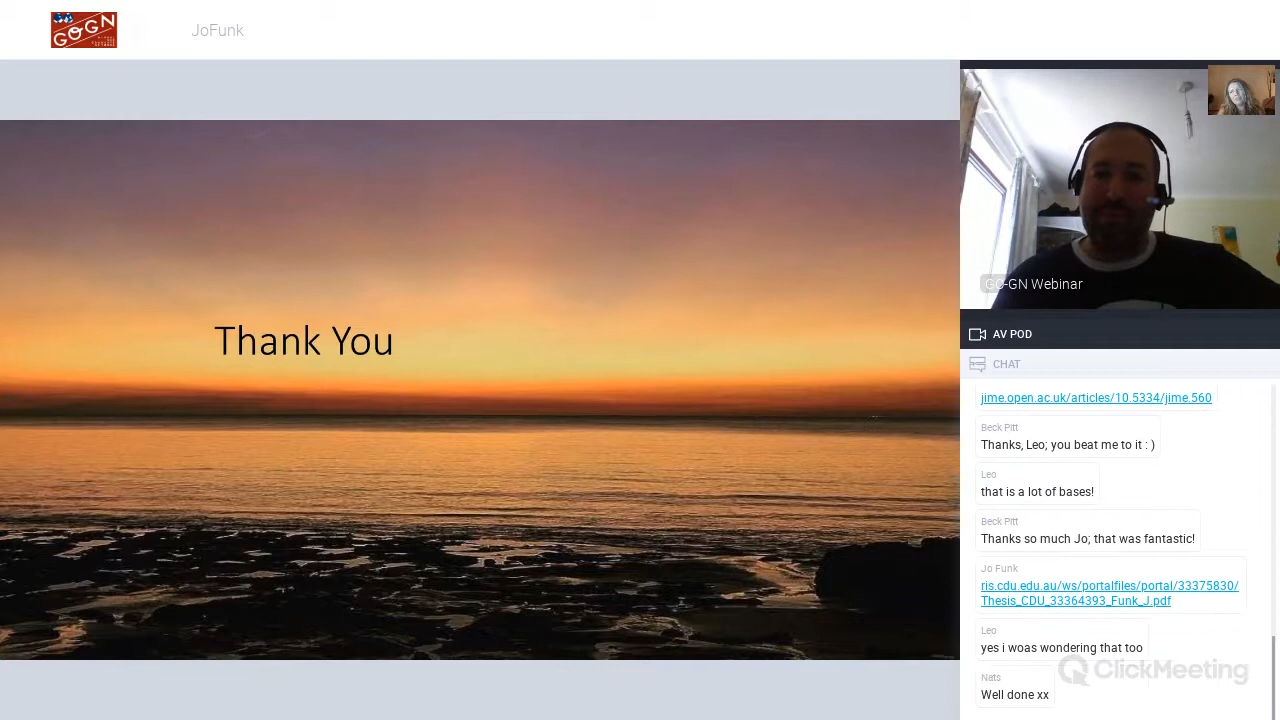 GO GN
JoFunk
Thank You
GO-GN Webinar
AV POD
CHAT
jime.open.ac.uk/articles/10.5334/jime.560
Beck Pitt
Thanks, Leo; you beat me to it : )
Leo
that is a lot of bases!
Beck Pitt
Thanks so much Jo; that was fantastic!
Jo Funk
ris.cdu.edu.au/ws/portalfiles/portal/33375830/
Thesis_CDU_33364393_Funk_J.pdf
Leo
yes i woas wondering that too
ClickMeeting
Nats
Well done xx